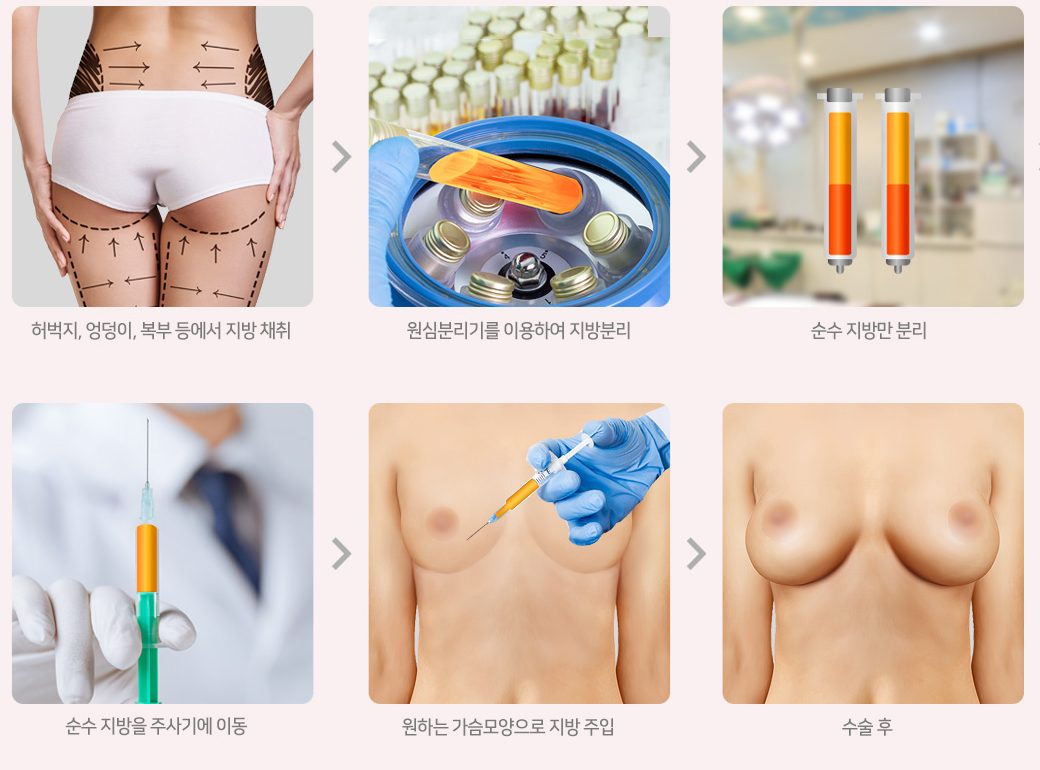 허벅지, 엉덩이, 복부 등에서 지방 채취
원심분리기를 이용하여 지방분리
순수 지방만 분리
순수 지방을 주사기에 이동
원하는 가슴모양으로 지방 주입
수술 후